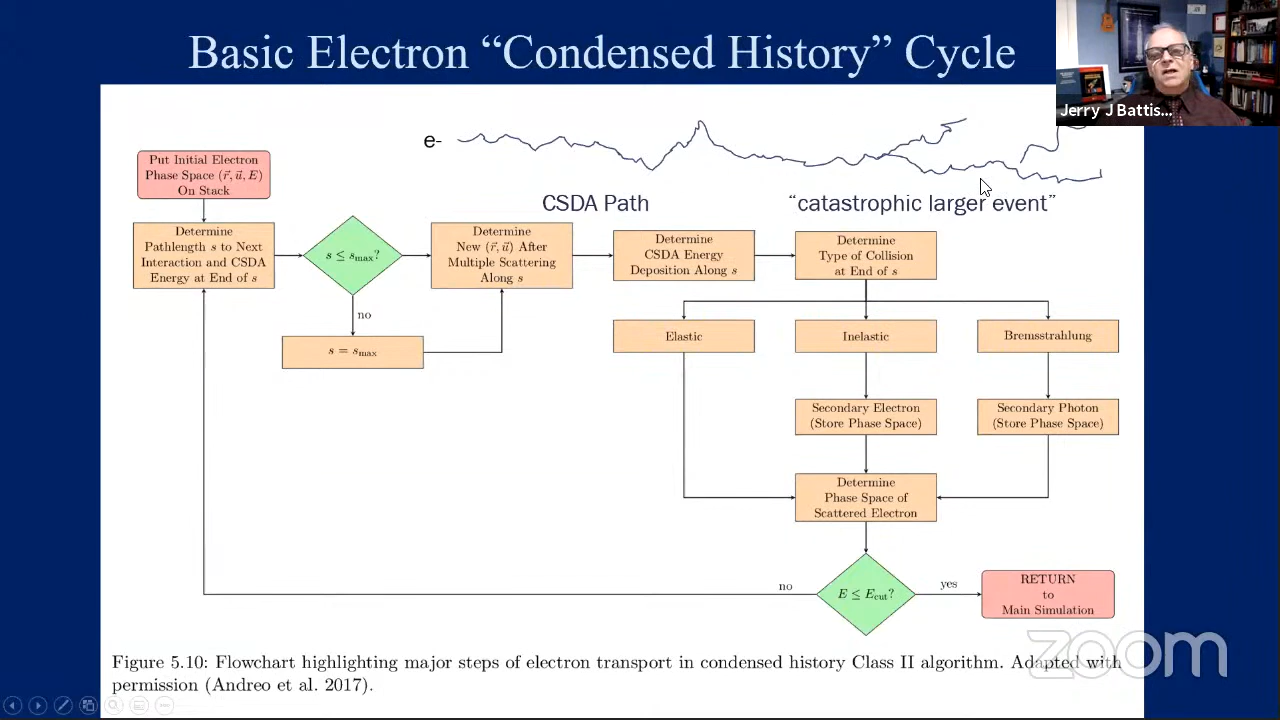 Basic Electron “Condensed History” Cycle
Jerry J Battis...
e-
CSDA Path
“catastrophic larger event”
Put Initial Electron
Phase Space (r⃗, u⃗, E)
On Stack
Determine
Pathlength s to Next
Interaction and CSDA
Energy at End of s
s ≤ smax?
no
s = smax
Determine
New (r⃗, u⃗) After
Multiple Scattering
Along s
Determine
CSDA Energy
Deposition Along s
Determine
Type of Collision
at End of s
Elastic
Inelastic
Bremsstrahlung
Secondary Electron
(Store Phase Space)
Secondary Photon
(Store Phase Space)
Determine
Phase Space of
Scattered Electron
E ≤ Ecut?
no
yes
RETURN
to
Main Simulation
zoom
Figure 5.10: Flowchart highlighting major steps of electron transport in condensed history Class II algorithm. Adapted with
permission (Andreo et al. 2017).